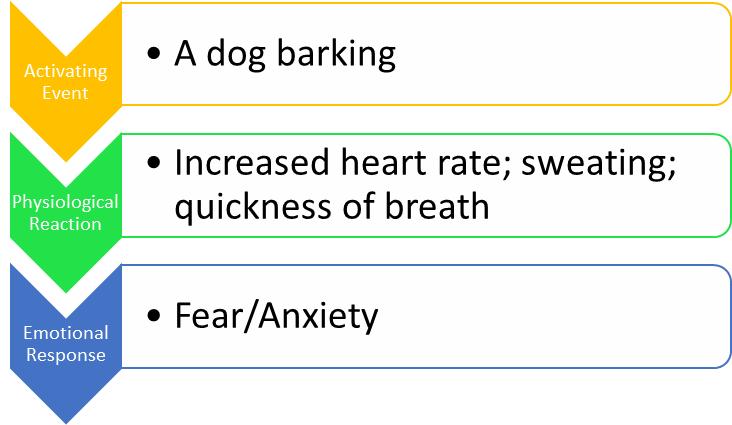 Activating
Event
• A dog barking
Physiological
Reaction
• Increased heart rate; sweating;
quickness of breath
Emotional
Response
• Fear/Anxiety